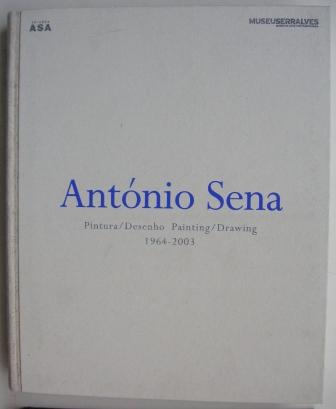 ASA
MUSEUSERRALVES
António Sena
Pintura/Desenho Painting/Drawing
1964-2003